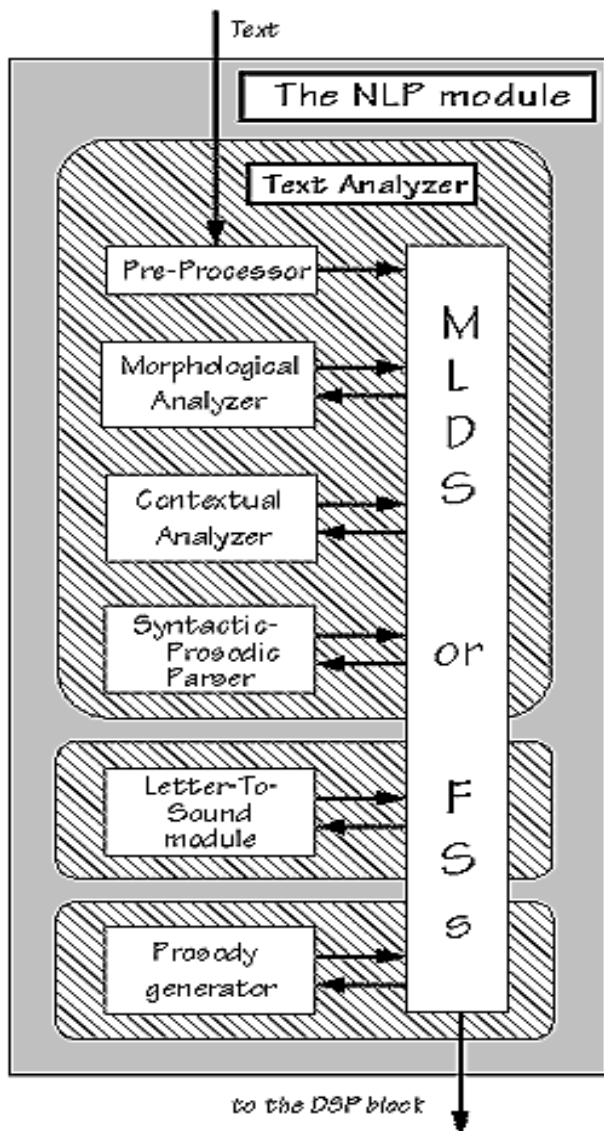 Text
The NLP module
Text Analyzer
Pre-Processor
Morphological
Analyzer
Contextual
Analyzer
Syntactic-
Prosodic
Parser
Letter-To-
Sound
module
Prosody
generator
M
L
D
S
or
F
S
s
to the DSP block